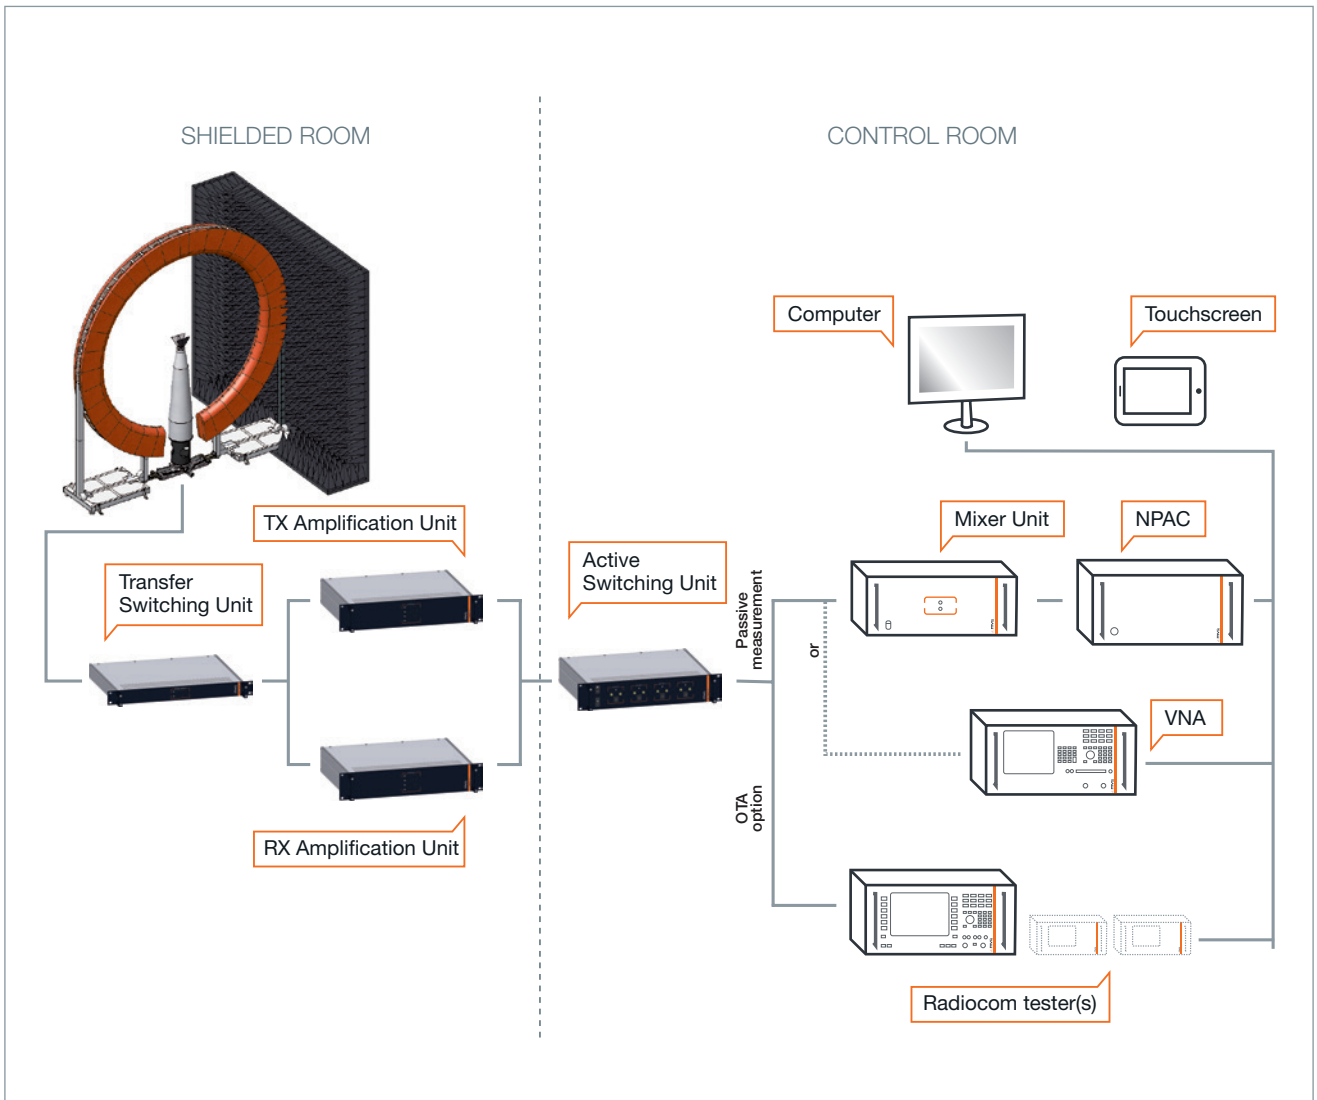 SHIELDED ROOM
CONTROL ROOM
Computer
Touchscreen
TX Amplification Unit
Mixer Unit
NPAC
Transfer
Switching Unit
Active
Switching Unit
Passive
measurement
or
VNA
OTA
option
RX Amplification Unit
Radiocom tester(s)